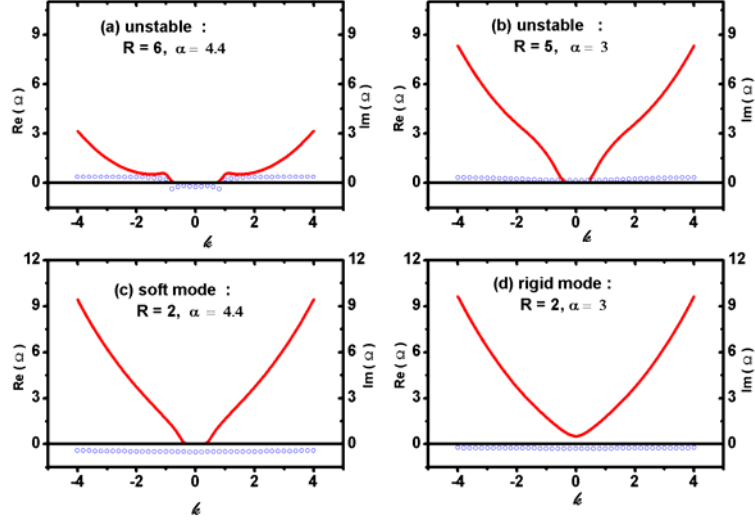 (a) unstable :
R = 6, α = 4.4
Re ( Ω )
Im ( Ω )
9
6
3
0
9
6
3
0
-4 -2 0 2 4
k
(b) unstable :
R = 5, α = 3
Re ( Ω )
Im ( Ω )
9
6
3
0
9
6
3
0
-4 -2 0 2 4
k
(c) soft mode :
R = 2, α = 4.4
Re ( Ω )
Im ( Ω )
12
9
6
3
0
12
9
6
3
0
-4 -2 0 2 4
k
(d) rigid mode :
R = 2, α = 3
Re ( Ω )
Im ( Ω )
12
9
6
3
0
12
9
6
3
0
-4 -2 0 2 4
k